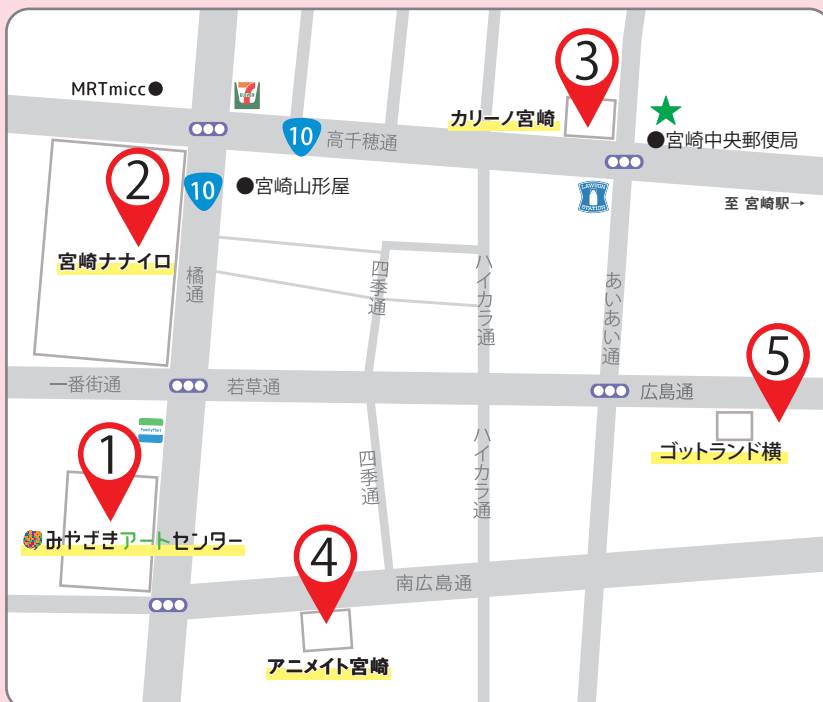 MRTmicc
7
ELEVEN
3
カリーノ宮崎
10
高千穂通
宮崎中央郵便局
2
10
宮崎山形屋
LAWSON
STATION
至 宮崎駅→
宮崎ナナイロ
橘通
四季通
ハイカラ通
あいあい通
5
一番街通
若草通
広島通
FamilyMart
1
四季通
ハイカラ通
ゴットランド横
みやざきアートセンター
4
南広島通
アニメイト宮崎